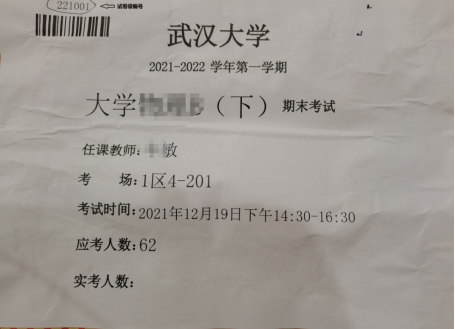 221001 试卷袋编号
武汉大学
2021-2022 学年第一学期
大学（下）期末考试
任课教师：敏
考 场：1区4-201
考试时间：2021年12月19日下午14:30-16:30
应考人数：62
实考人数：